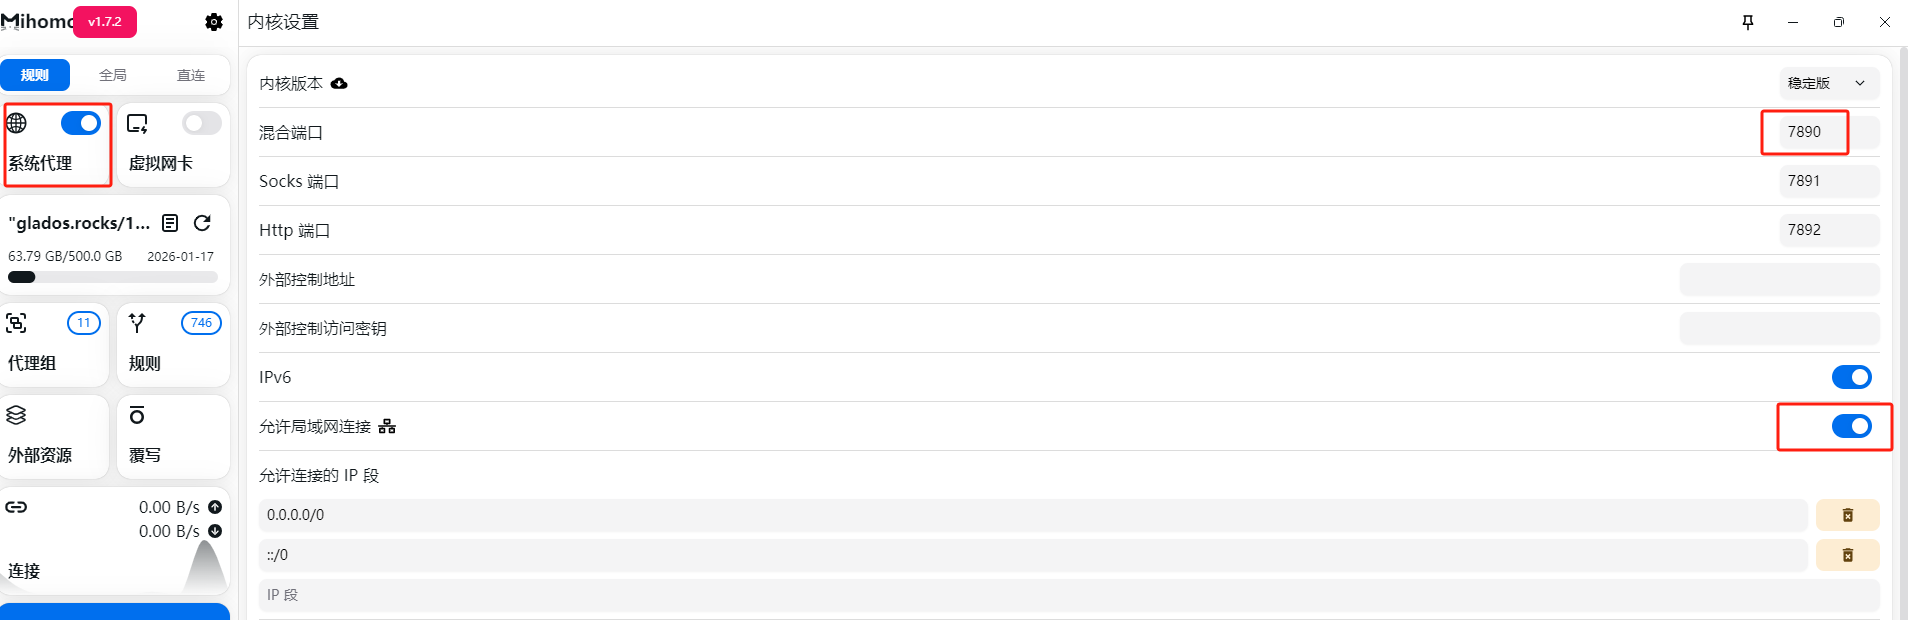 Mihomo v1.7.2
内核设置
规则 全局 直连
系统代理 虚拟网卡
"glados.rocks/1...
63.79 GB/500.0 GB 2026-01-17
11 746
代理组 规则
外部资源 覆写
0.00 B/s
0.00 B/s
连接
内核版本 稳定版
混合端口 7890
Socks 端口 7891
Http 端口 7892
外部控制地址
外部控制访问密钥
IPv6
允许局域网连接
允许连接的 IP 段
0.0.0.0/0
::/0
IP 段